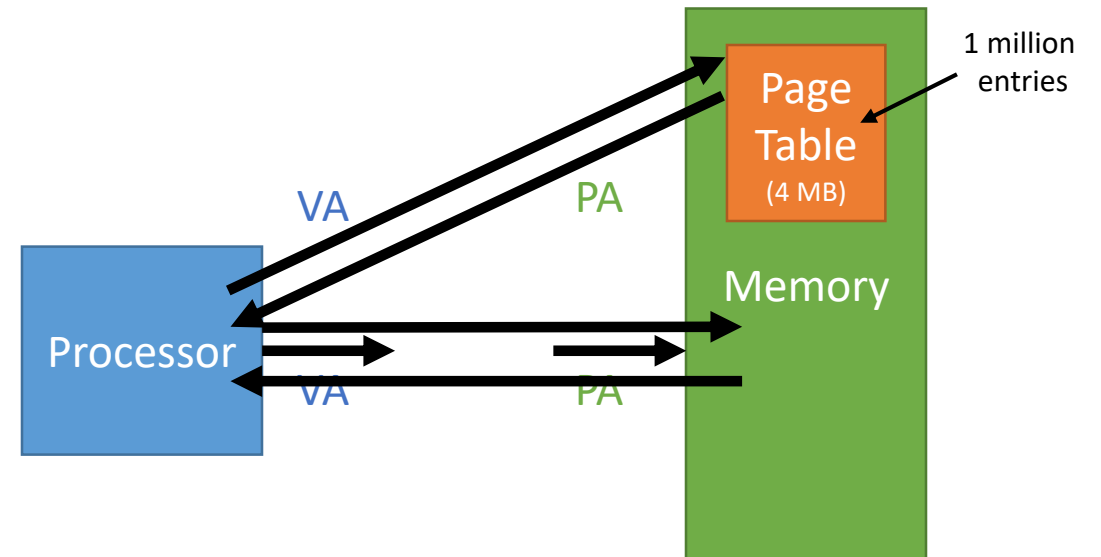 1 million
entries
Page
Table
(4 MB)
VA
PA
Memory
Processor
VA
PA